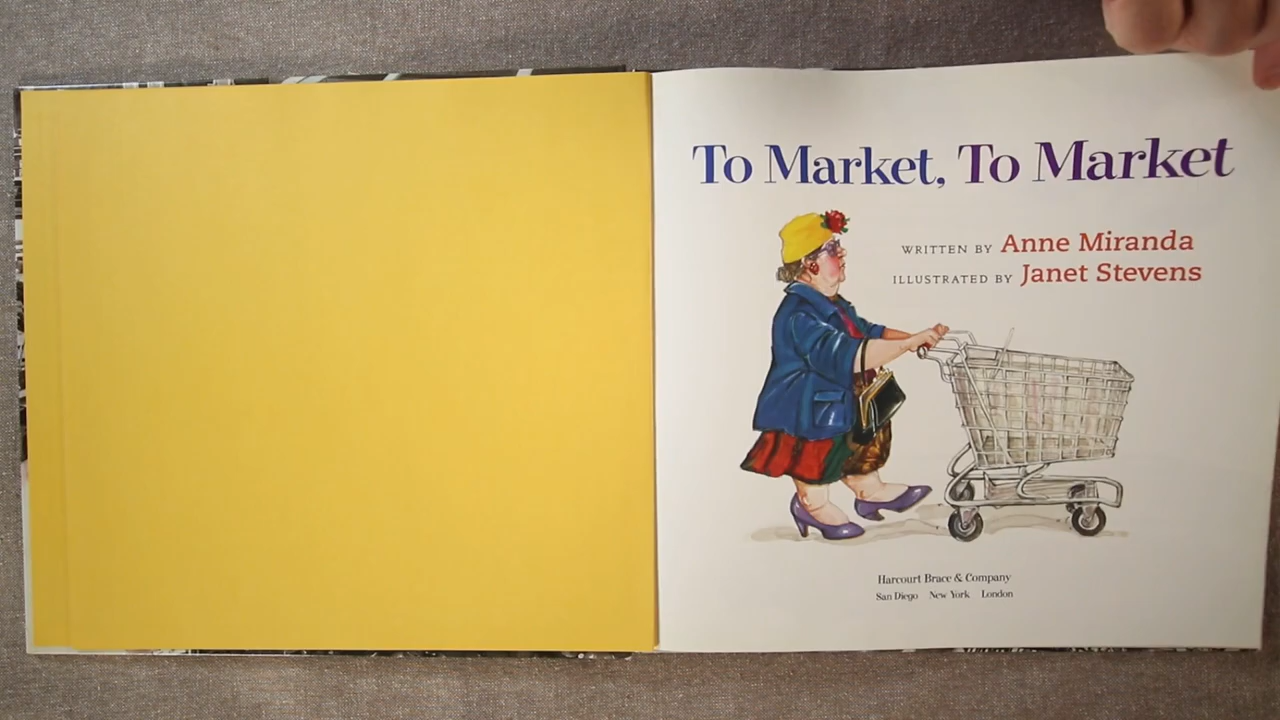 To Market, To Market
WRITTEN BY Anne Miranda
ILLUSTRATED BY Janet Stevens
Harcourt Brace & Company
San Diego New York London